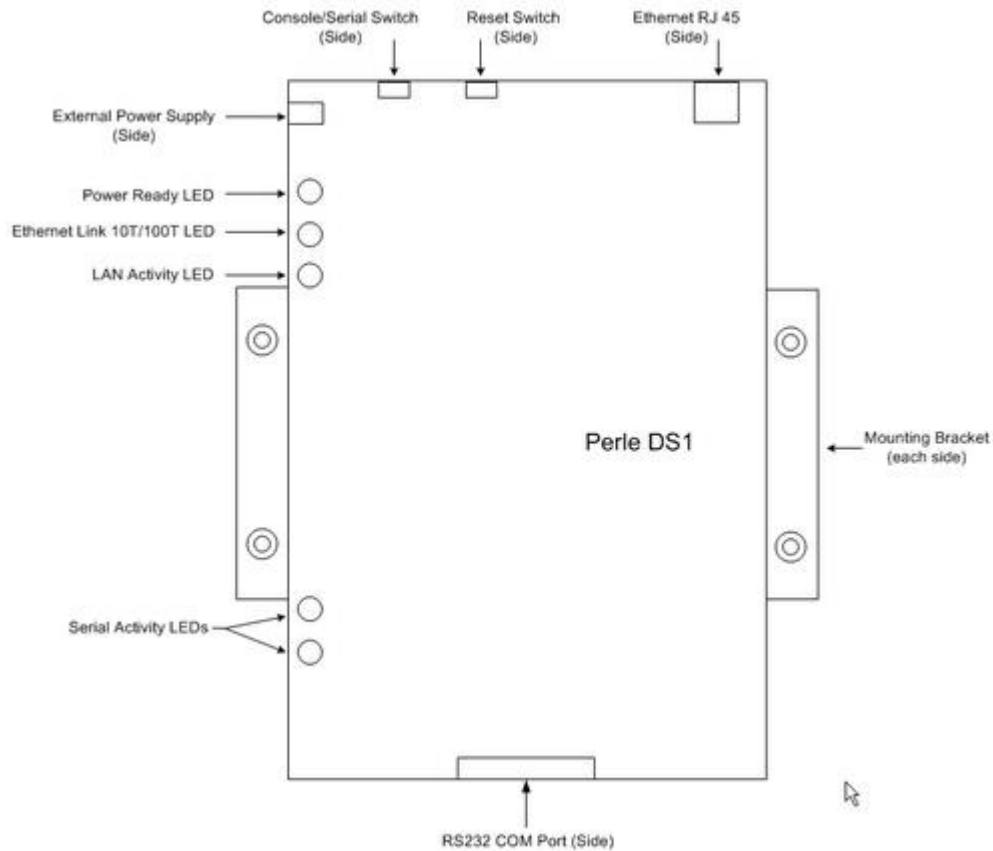 Console/Serial Switch
(Side)
Reset Switch
(Side)
Ethernet RJ 45
(Side)
External Power Supply
(Side)
Power Ready LED
Ethernet Link 10T/100T LED
LAN Activity LED
Perle DS1
Mounting Bracket
(each side)
Serial Activity LEDs
RS232 COM Port (Side)